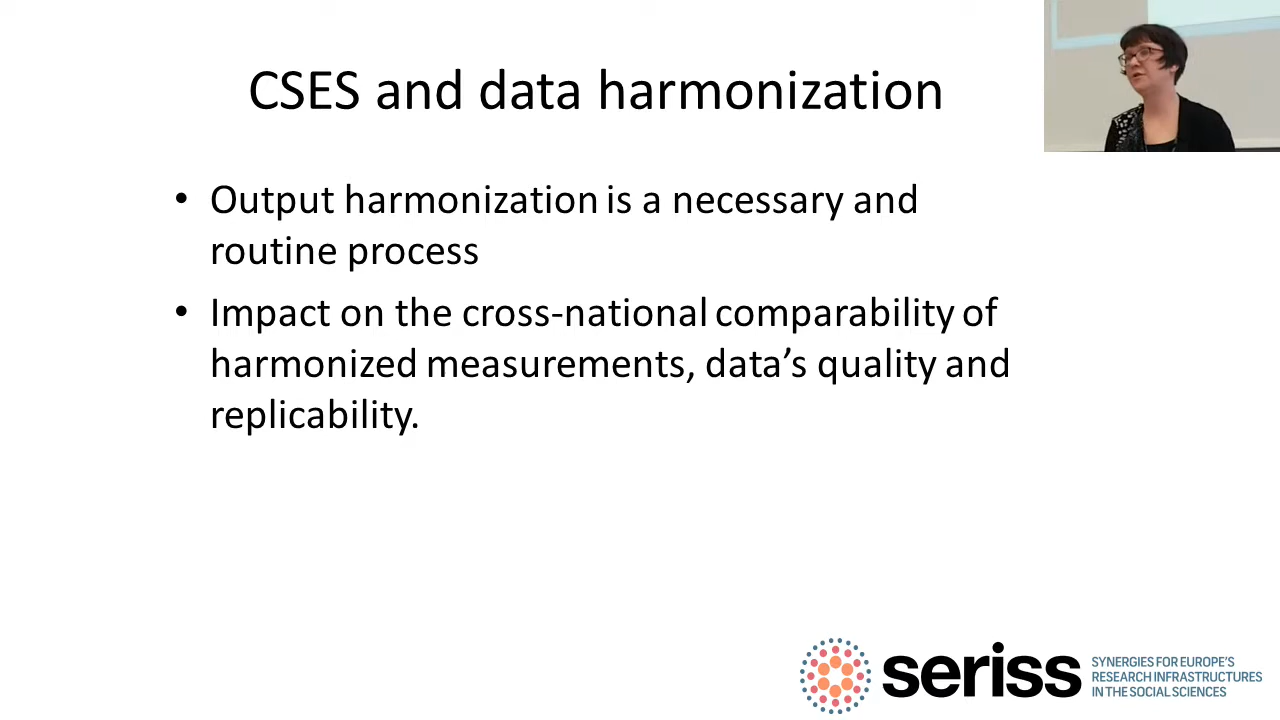 CSES and data harmonization
• Output harmonization is a necessary and
routine process
• Impact on the cross-national comparability of
harmonized measurements, data’s quality and
replicability.
seriss
SYNERGIES FOR EUROPE'S
RESEARCH INFRASTRUCTURES
IN THE SOCIAL SCIENCES